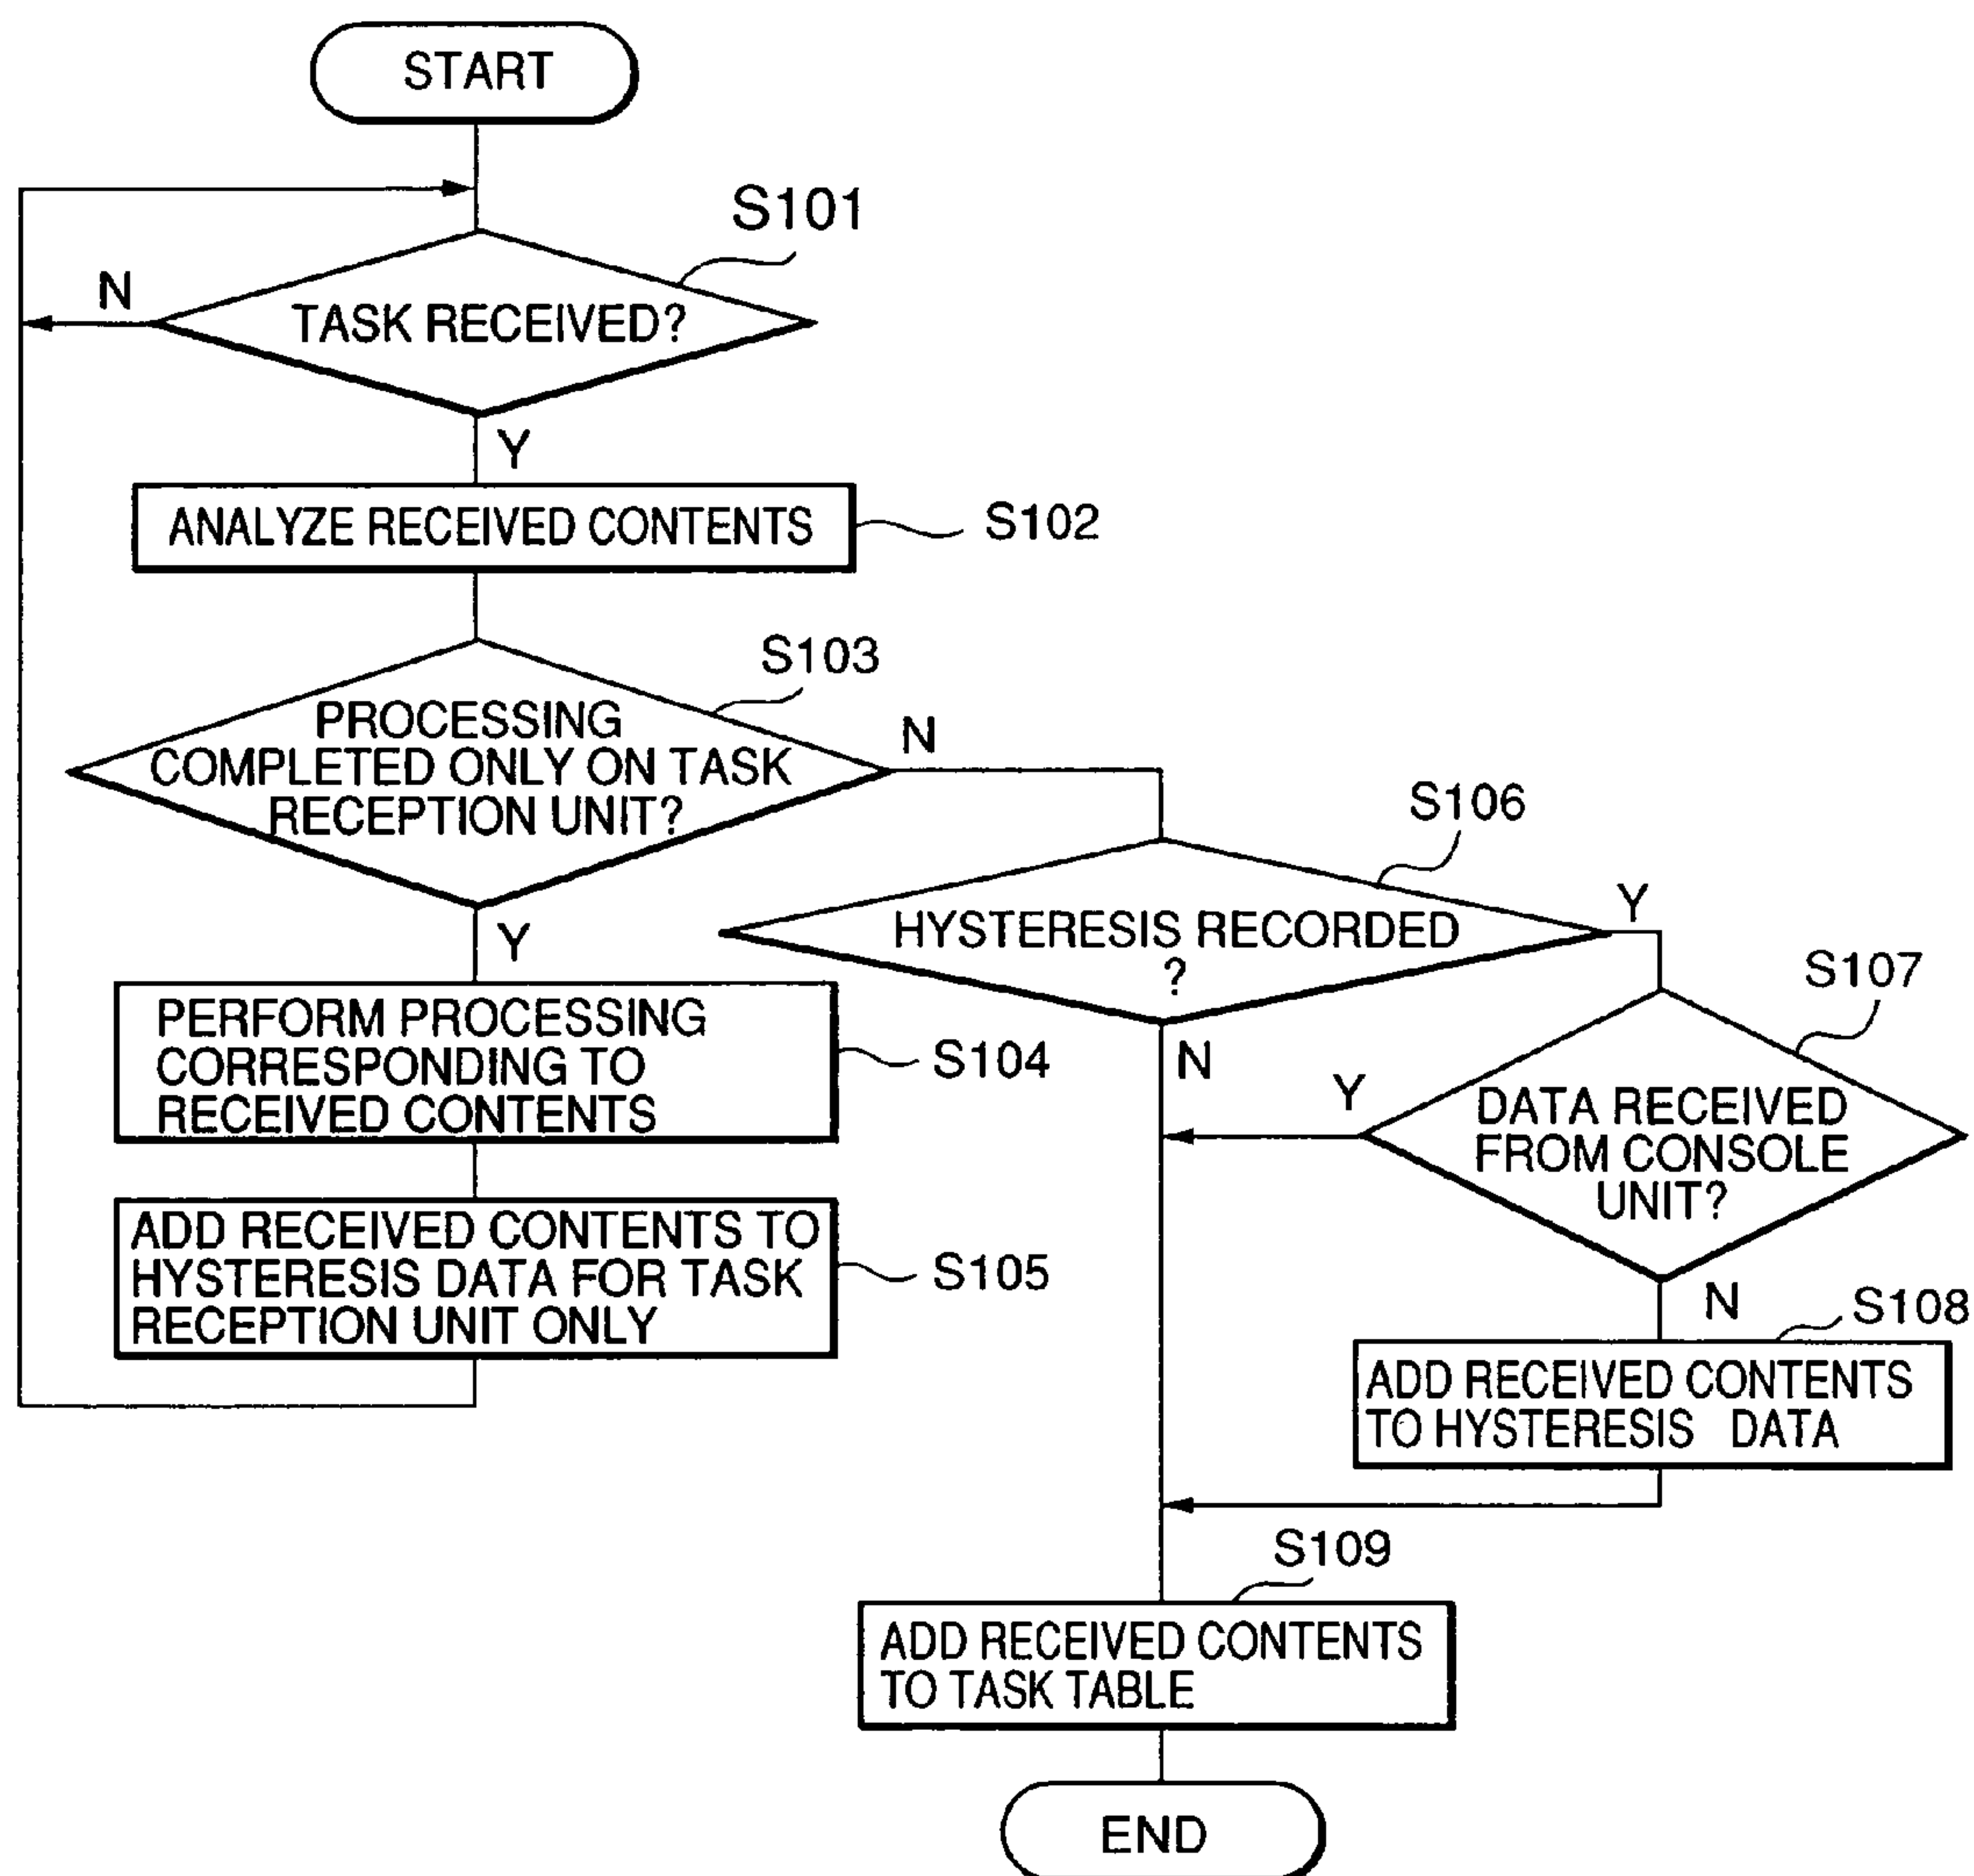 START
S101
N
TASK RECEIVED?
Y
ANALYZE RECEIVED CONTENTS
S102
S103
PROCESSING
COMPLETED ONLY ON TASK
RECEPTION UNIT?
N
Y
S106
HYSTERESIS RECORDED
?
Y
N
S107
DATA RECEIVED
FROM CONSOLE
UNIT?
Y
N
PERFORM PROCESSING
CORRESPONDING TO
RECEIVED CONTENTS
S104
ADD RECEIVED CONTENTS TO
HYSTERESIS DATA FOR TASK
RECEPTION UNIT ONLY
S105
S108
ADD RECEIVED CONTENTS
TO HYSTERESIS DATA
S109
ADD RECEIVED CONTENTS
TO TASK TABLE
END